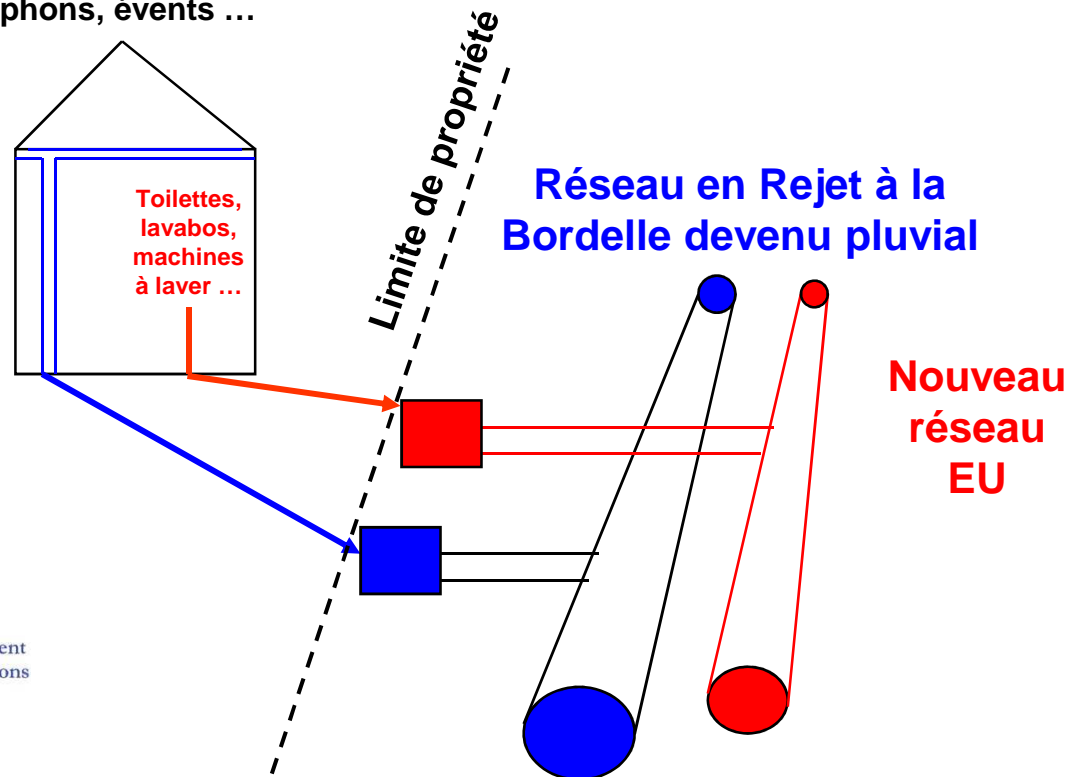 phons, évents …
Limite de propriété
Toilettes,
lavabos,
machines
à laver …
Réseau en Rejet à la
Bordelle devenu pluvial
Nouveau
réseau
EU
ent
ons